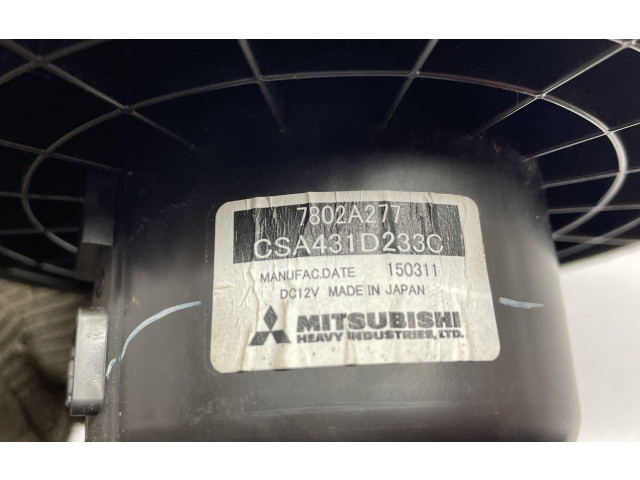 7802A277
CSA431D233C
MANUFAC.DATE 150311
DC12V MADE IN JAPAN
MITSUBISHI
HEAVY INDUSTRIES, LTD.